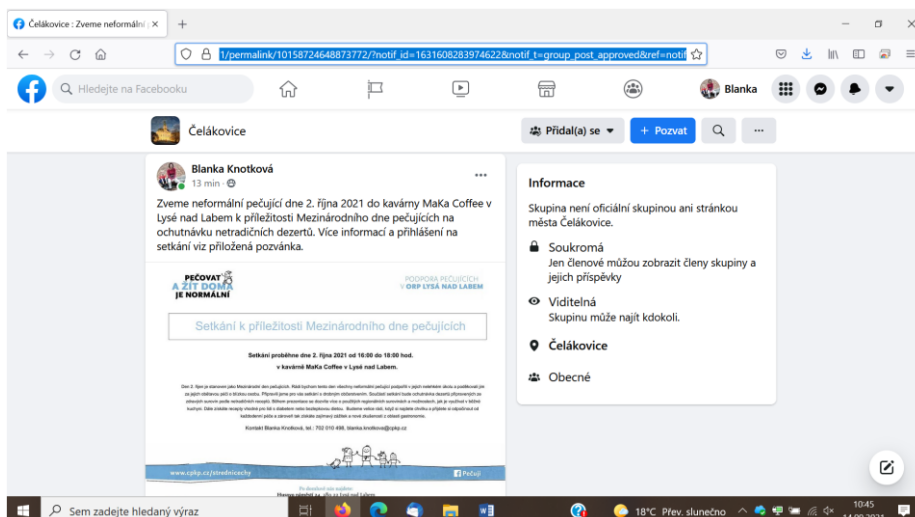 Čelákovice : Zveme neformální
1/permalink/10158724648873772/?notif_id=1631608283974622&notif_t=group_post_approved&ref=notif
Hledejte na Facebooku
Blanka
Čelákovice
Přidal(a) se
+ Pozvat
Blanka Knotková
13 min ·
Zveme neformální pečující dne 2. října 2021 do kavárny MaKa Coffee v
Lysé nad Labem k příležitosti Mezinárodního dne pečujících na
ochutnávku netradičních dezertů. Více informací a přihlášení na
setkání viz přiložená pozvánka.
PEČOVAT
A ŽÍT DOMA
JE NORMÁLNÍ
PODPORA PEČUJÍCÍCH
V ORP LYSÁ NAD LABEM
Setkání k příležitosti Mezinárodního dne pečujících
Setkání proběhne dne 2. října 2021 od 16:00 do 18:00 hod.
v kavárně MaKa Coffee v Lysé nad Labem.
Kontakt Blanka Knotková, tel.: 702 010 498, blanka.knotkova@cpkp.cz
www.cpkp.cz/strednicechy
Pečuji
Informace
Skupina není oficiální skupinou ani stránkou
města Čelákovice.
Soukromá
Jen členové můžou zobrazit členy skupiny a
jejich příspěvky
Viditelná
Skupinu může najít kdokoli.
Čelákovice
Obecné
Sem zadejte hledaný výraz
18°C Přev. slunečno
10:45
14.09.2021